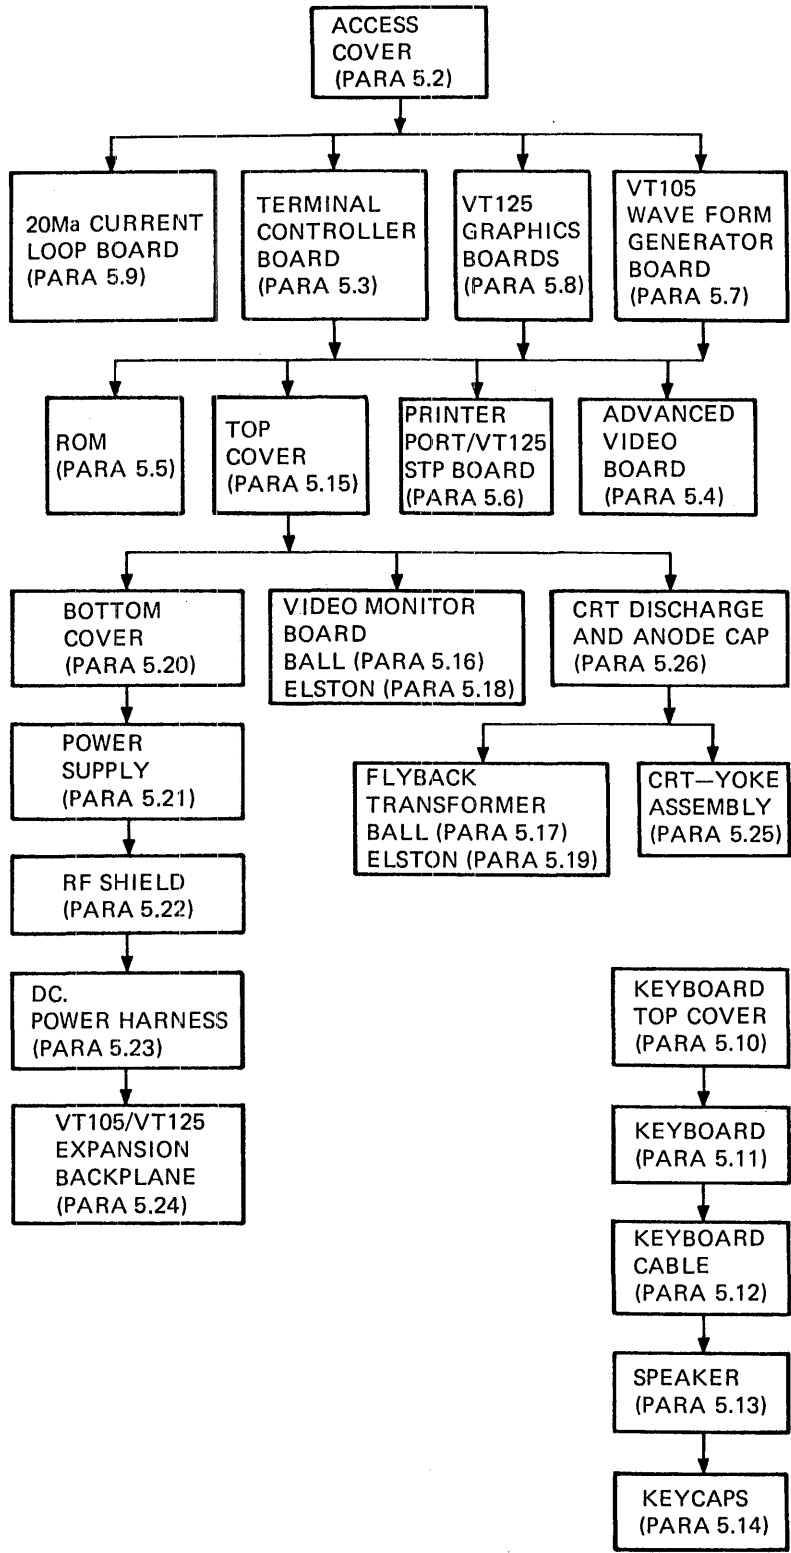 ACCESS
COVER
(PARA 5.2)
20Ma CURRENT
LOOP BOARD
(PARA 5.9)
TERMINAL
CONTROLLER
BOARD
(PARA 5.3)
VT125
GRAPHICS
BOARDS
(PARA 5.8)
VT105
WAVE FORM
GENERATOR
BOARD
(PARA 5.7)
ROM
(PARA 5.5)
TOP
COVER
(PARA 5.15)
PRINTER
PORT/VT125
STP BOARD
(PARA 5.6)
ADVANCED
VIDEO
BOARD
(PARA 5.4)
BOTTOM
COVER
(PARA 5.20)
VIDEO MONITOR
BOARD
BALL (PARA 5.16)
ELSTON (PARA 5.18)
CRT DISCHARGE
AND ANODE CAP
(PARA 5.26)
POWER
SUPPLY
(PARA 5.21)
FLYBACK
TRANSFORMER
BALL (PARA 5.17)
ELSTON (PARA 5.19)
CRT—YOKE
ASSEMBLY
(PARA 5.25)
RF SHIELD
(PARA 5.22)
DC.
POWER HARNESS
(PARA 5.23)
VT105/VT125
EXPANSION
BACKPLANE
(PARA 5.24)
KEYBOARD
TOP COVER
(PARA 5.10)
KEYBOARD
(PARA 5.11)
KEYBOARD
CABLE
(PARA 5.12)
SPEAKER
(PARA 5.13)
KEYCAPS
(PARA 5.14)